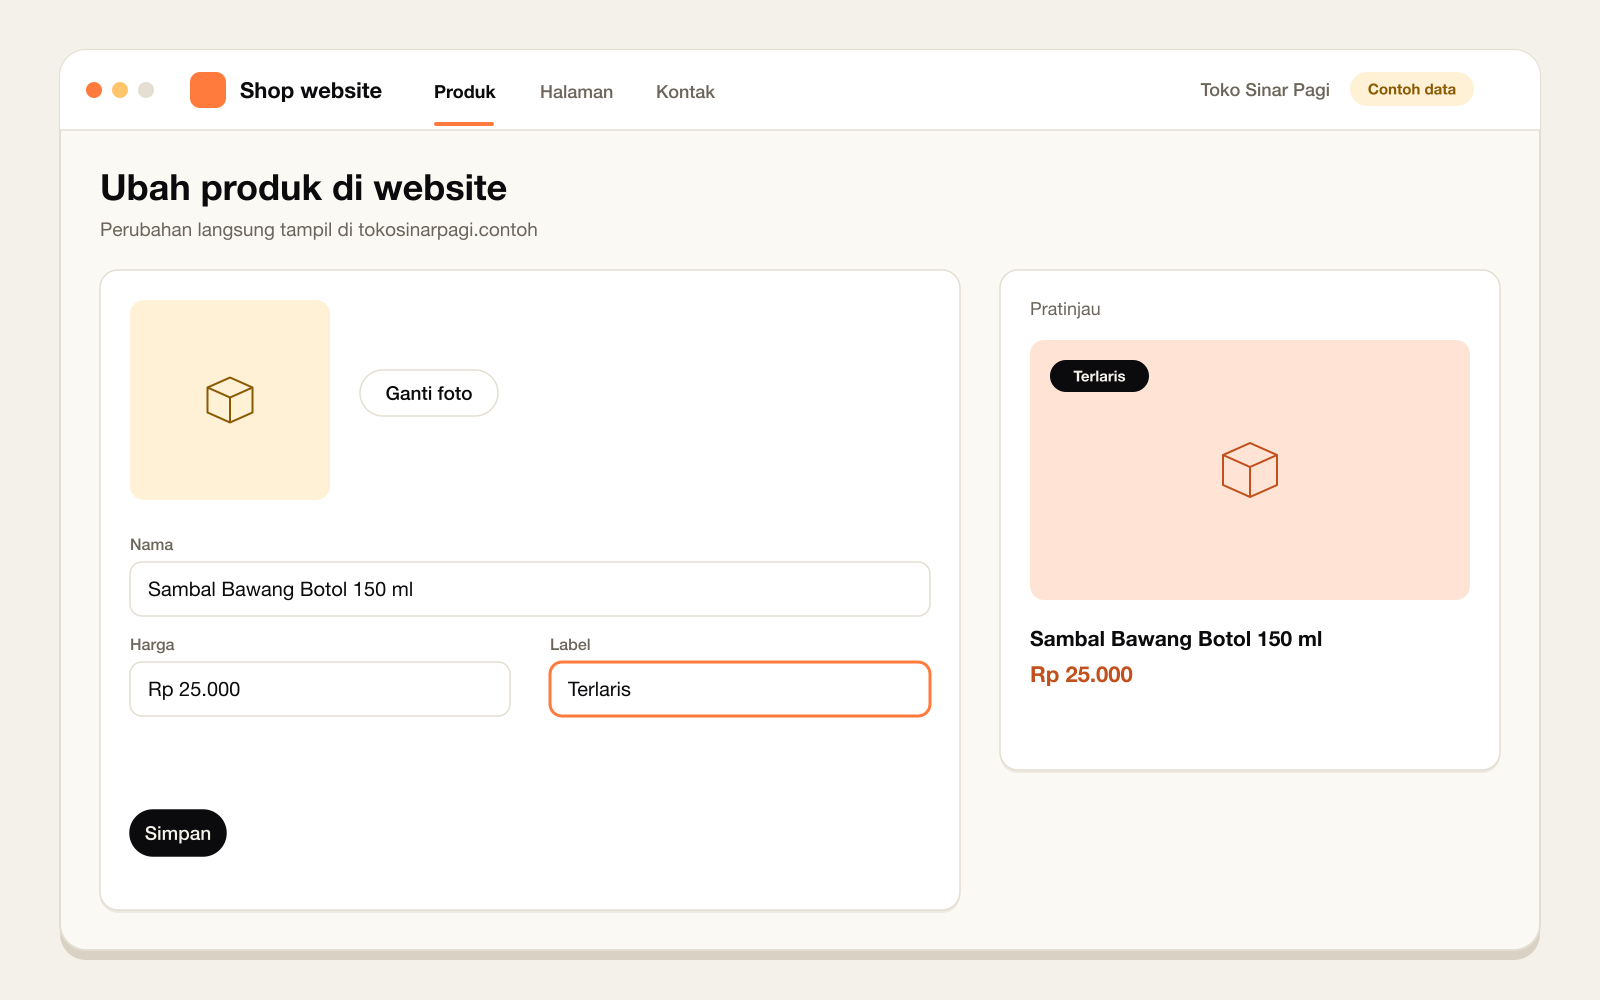 Shop website
Produk
Halaman
Kontak
Toko Sinar Pagi
Contoh data
Ubah produk di website
Perubahan langsung tampil di tokosinarpagi.contoh
Ganti foto
Nama
Sambal Bawang Botol 150 ml
Harga
Label
Rp 25.000
Terlaris
Simpan
Pratinjau
Terlaris
Sambal Bawang Botol 150 ml
Rp 25.000